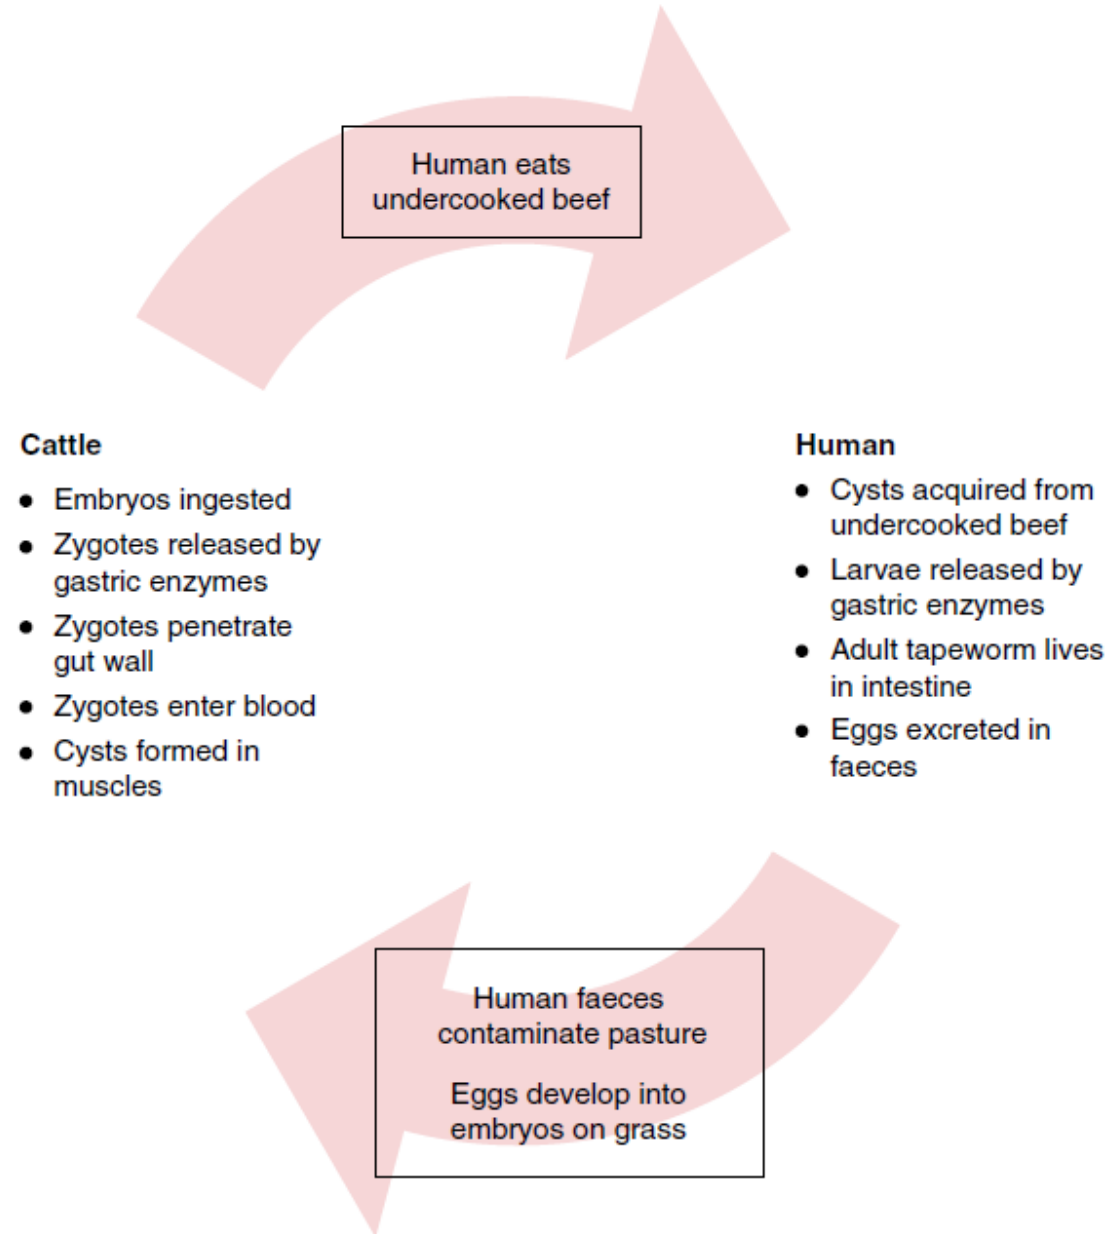 Human eats
undercooked beef
Cattle
• Embryos ingested
• Zygotes released by
gastric enzymes
• Zygotes penetrate
gut wall
• Zygotes enter blood
• Cysts formed in
muscles
Human
• Cysts acquired from
undercooked beef
• Larvae released by
gastric enzymes
• Adult tapeworm lives
in intestine
• Eggs excreted in
faeces
Human faeces
contaminate pasture
Eggs develop into
embryos on grass